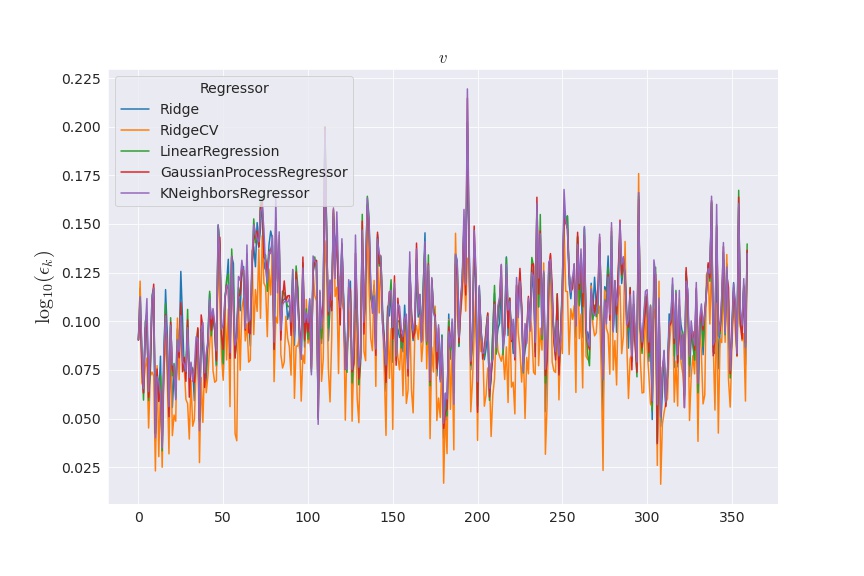 v
Regressor
Ridge
RidgeCV
LinearRegression
GaussianProcessRegressor
KNeighborsRegressor
log₁₀(ϵₖ)
0.225
0.200
0.175
0.150
0.125
0.100
0.075
0.050
0.025
0 50 100 150 200 250 300 350